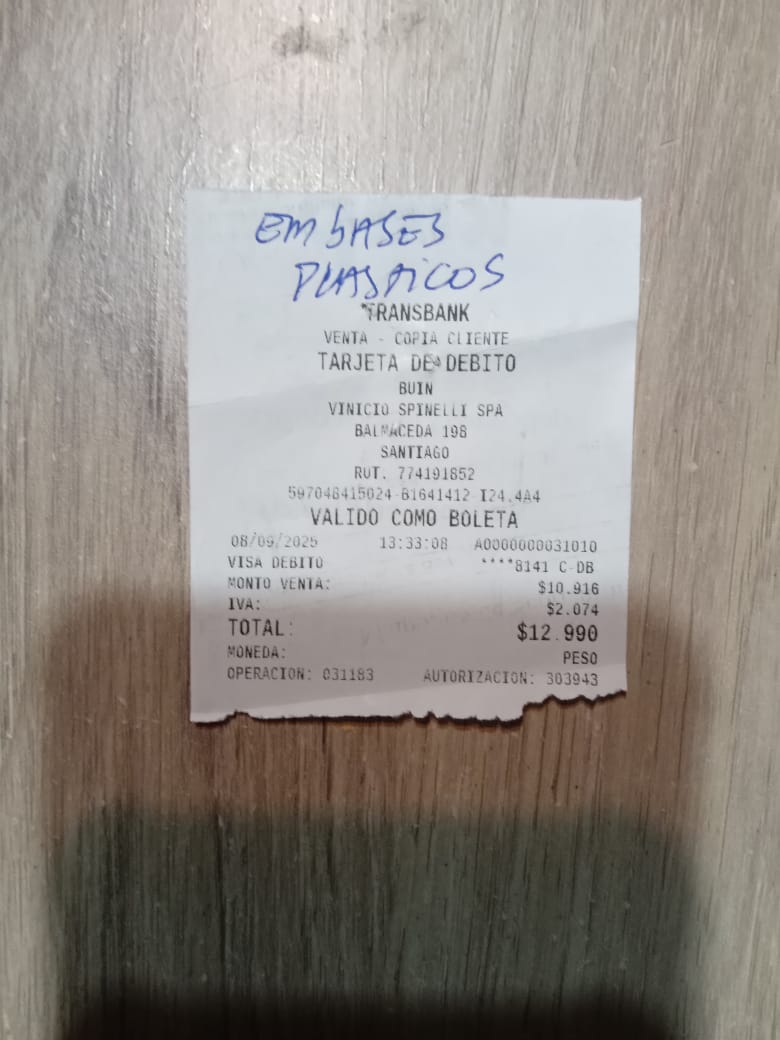 EMBASES
PLASTICOS
TRANSBANK
VENTA - COPIA CLIENTE
TARJETA DE DEBITO
BUIN
VINICIO SPINELLI SPA
BALMACEDA 198
SANTIAGO
RUT. 774191852
597048415024-B1641412-I24.4A4
VALIDO COMO BOLETA
08/09/2025 13:33:08 A0000000031010
VISA DEBITO ****8141 C-DB
MONTO VENTA: $10.916
IVA: $2.074
TOTAL: $12.990
MONEDA: PESO
OPERACION: 031183 AUTORIZACION: 303943